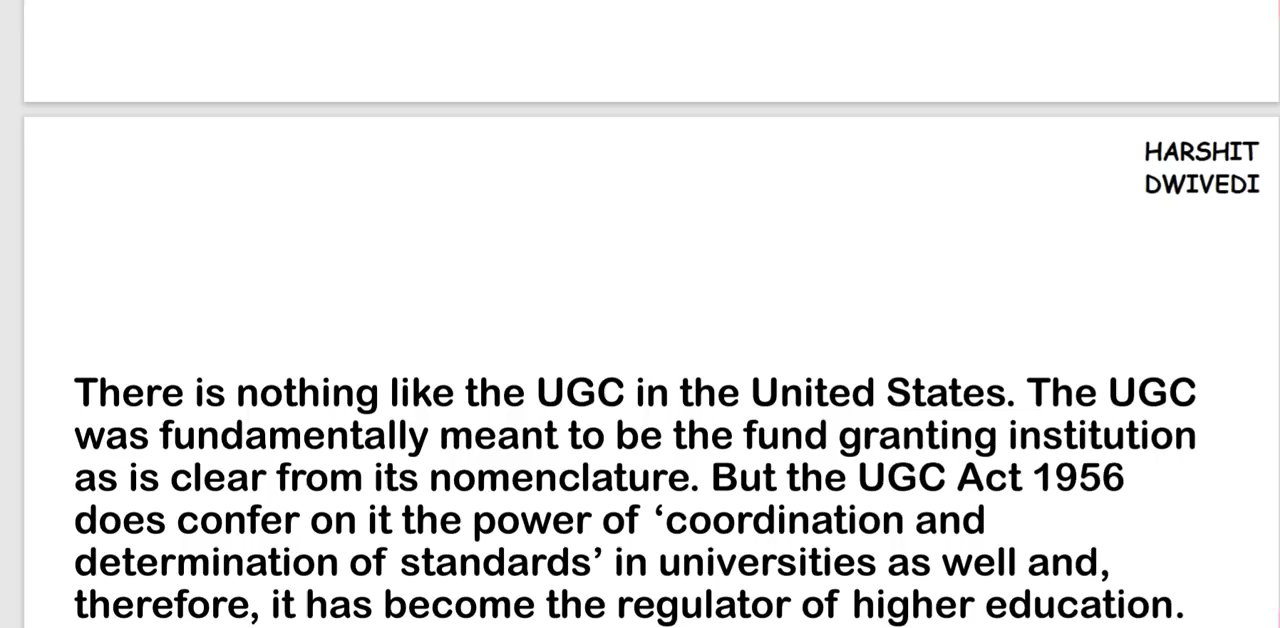 HARSHIT
DWIVEDI
There is nothing like the UGC in the United States. The UGC
was fundamentally meant to be the fund granting institution
as is clear from its nomenclature. But the UGC Act 1956
does confer on it the power of ‘coordination and
determination of standards’ in universities as well and,
therefore, it has become the regulator of higher education.